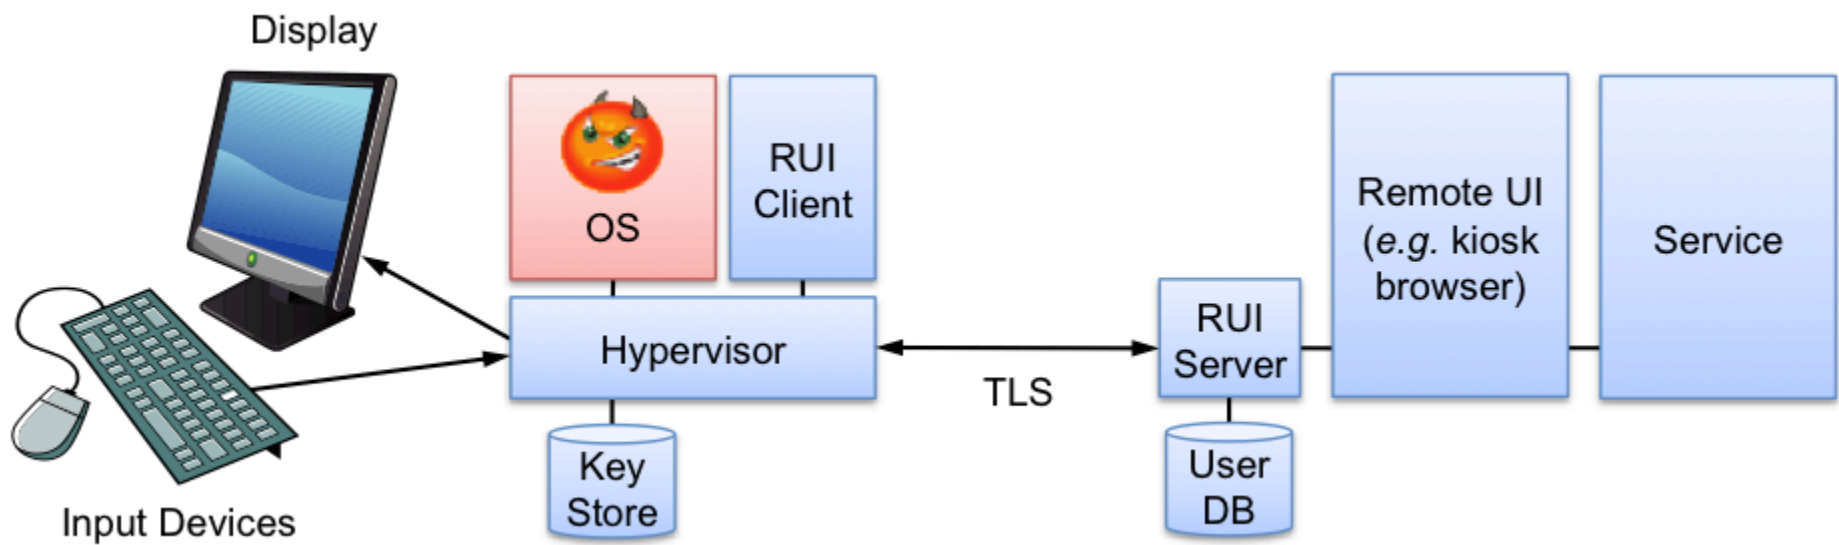 Display
OS
RUI
Client
Hypervisor
Key
Store
Input Devices
TLS
RUI
Server
User
DB
Remote UI
(e.g. kiosk
browser)
Service